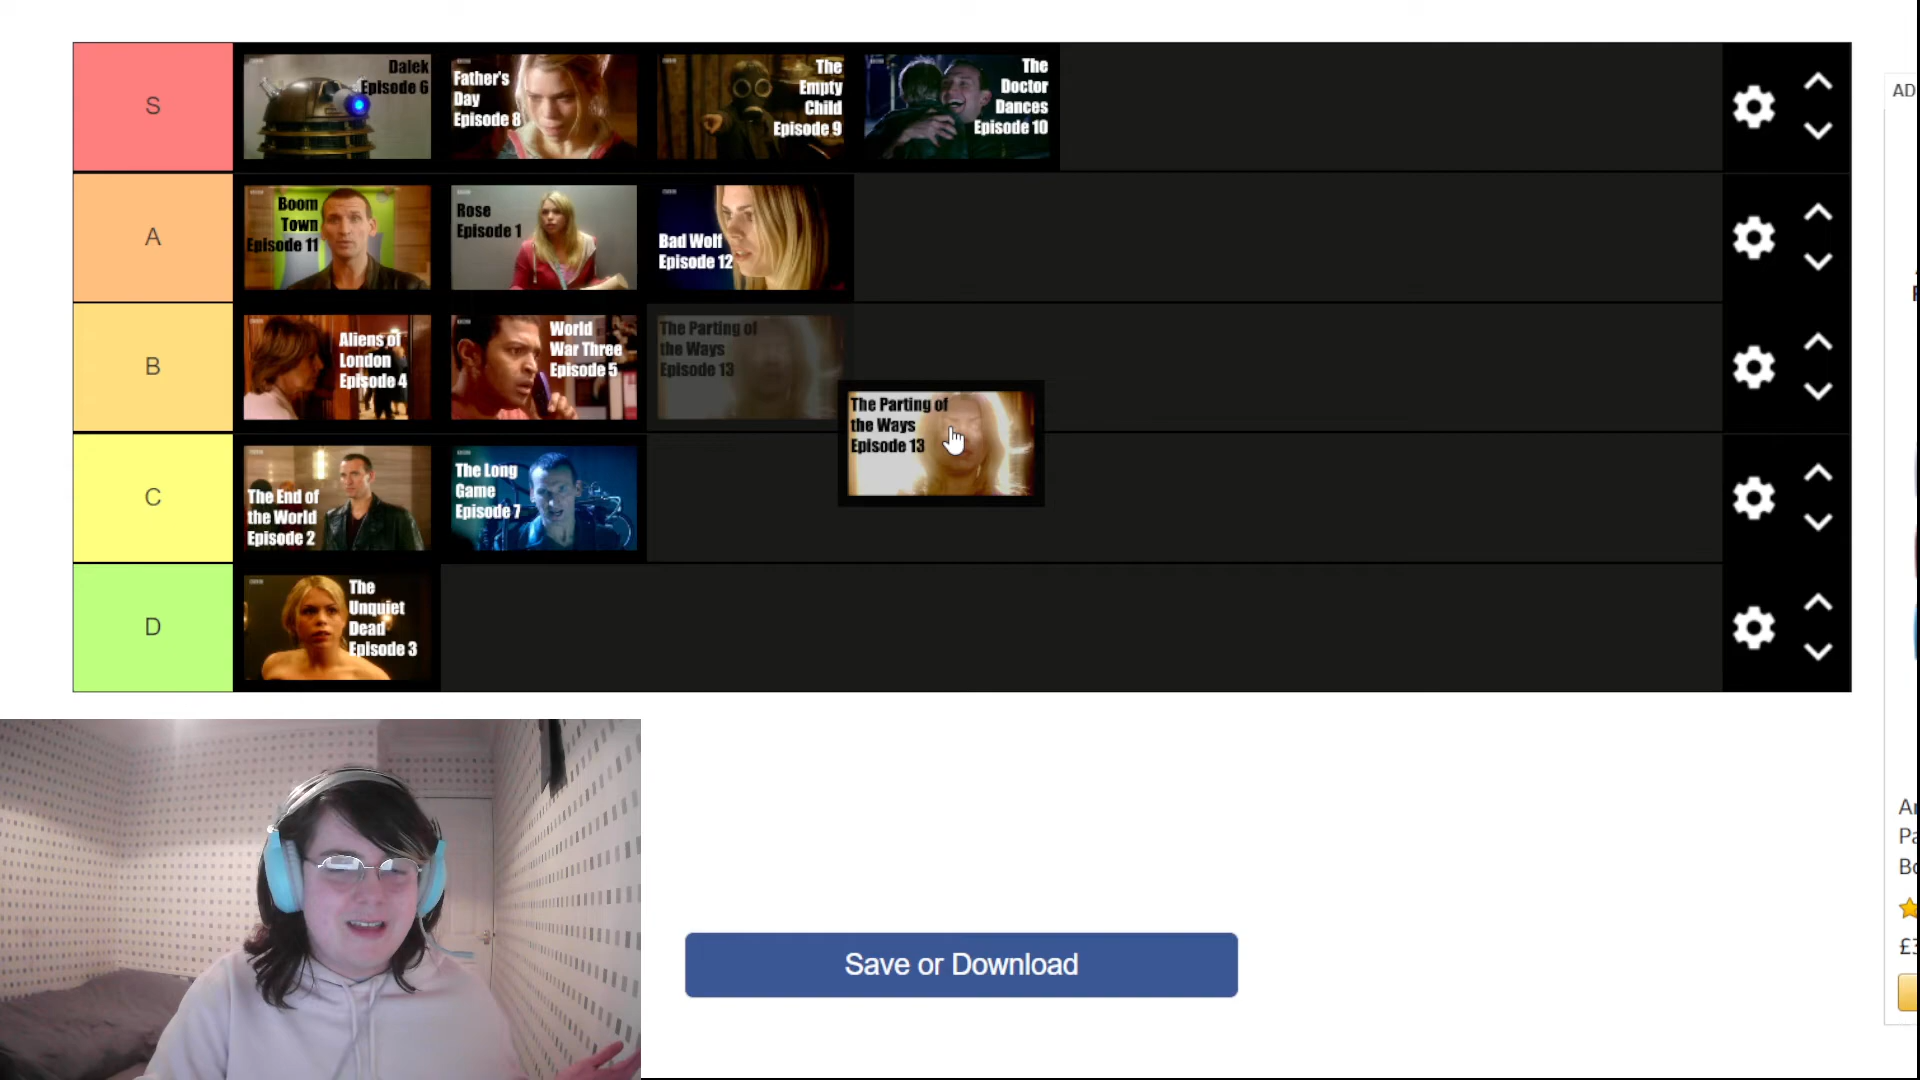 S
Dalek
Episode 6
Father's
Day
Episode 8
The
Empty
Child
Episode 9
The
Doctor
Dances
Episode 10
A
Boom
Town
Episode 11
Rose
Episode 1
Bad Wolf
Episode 12
B
Aliens of
London
Episode 4
World
War Three
Episode 5
The Parting of
the Ways
Episode 13
The Parting of
the Ways
Episode 13
C
The End of
the World
Episode 2
The Long
Game
Episode 7
D
The
Unquiet
Dead
Episode 3
Save or Download
AD